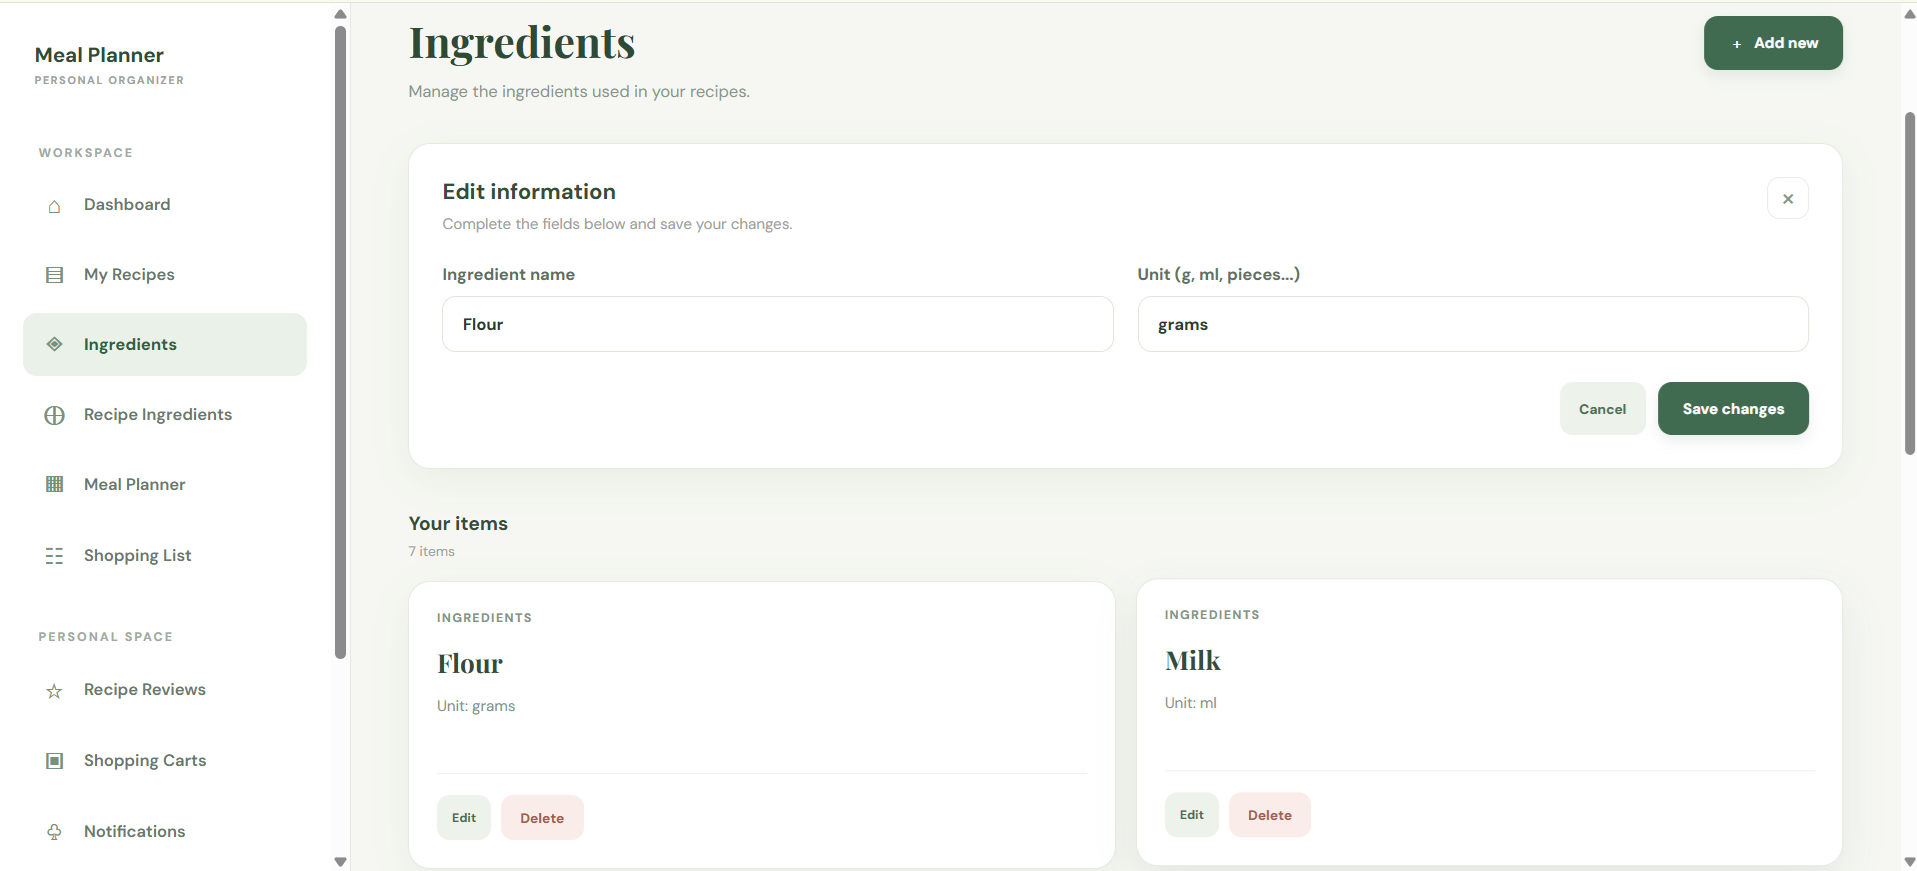 Meal Planner
PERSONAL ORGANIZER
WORKSPACE
Dashboard
My Recipes
Ingredients
Recipe Ingredients
Meal Planner
Shopping List
PERSONAL SPACE
Recipe Reviews
Shopping Carts
Notifications
Ingredients
Manage the ingredients used in your recipes.
+ Add new
Edit information
Complete the fields below and save your changes.
×
Ingredient name
Unit (g, ml, pieces...)
Flour
grams
Cancel
Save changes
Your items
7 items
INGREDIENTS
Flour
Unit: grams
Edit
Delete
INGREDIENTS
Milk
Unit: ml
Edit
Delete